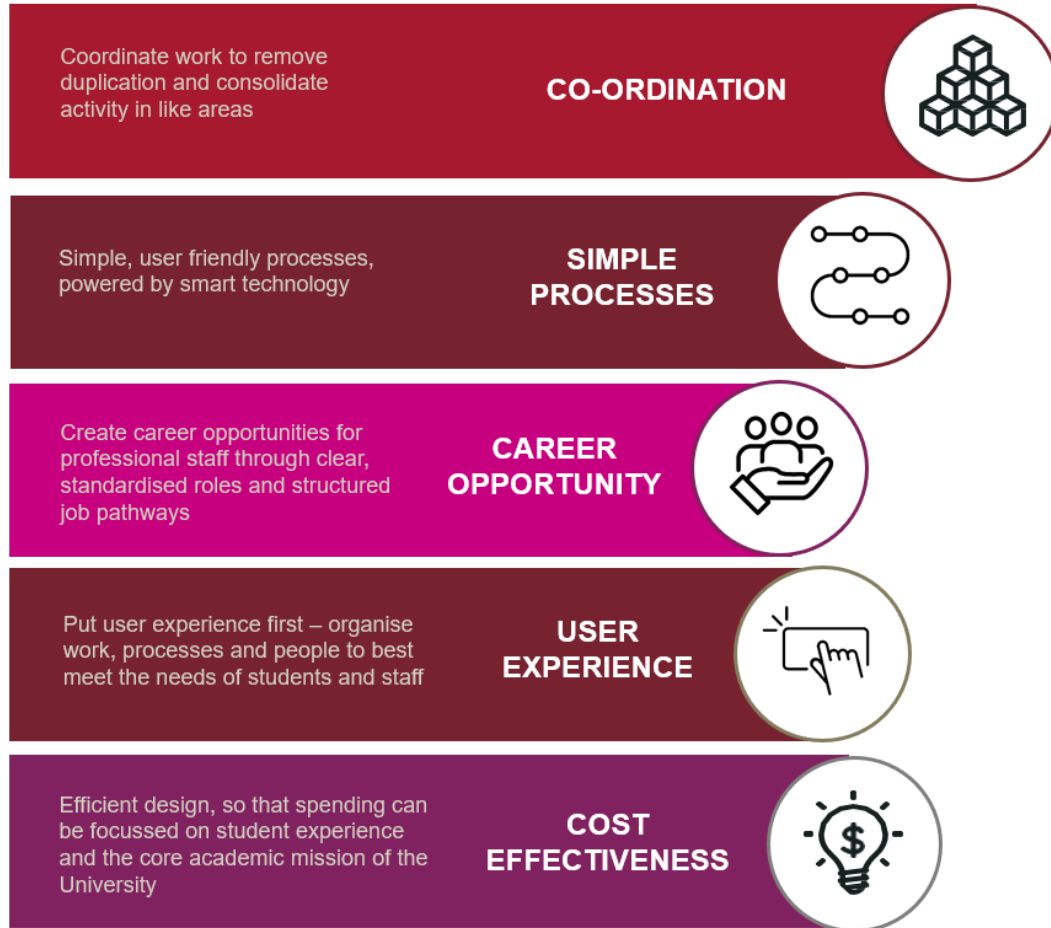 Coordinate work to remove
duplication and consolidate
activity in like areas
CO-ORDINATION
Simple, user friendly processes,
powered by smart technology
SIMPLE
PROCESSES
Create career opportunities for
professional staff through clear,
standardised roles and structured
job pathways
CAREER
OPPORTUNITY
Put user experience first – organise
work, processes and people to best
meet the needs of students and staff
USER
EXPERIENCE
Efficient design, so that spending can
be focussed on student experience
and the core academic mission of the
University
COST
EFFECTIVENESS
$